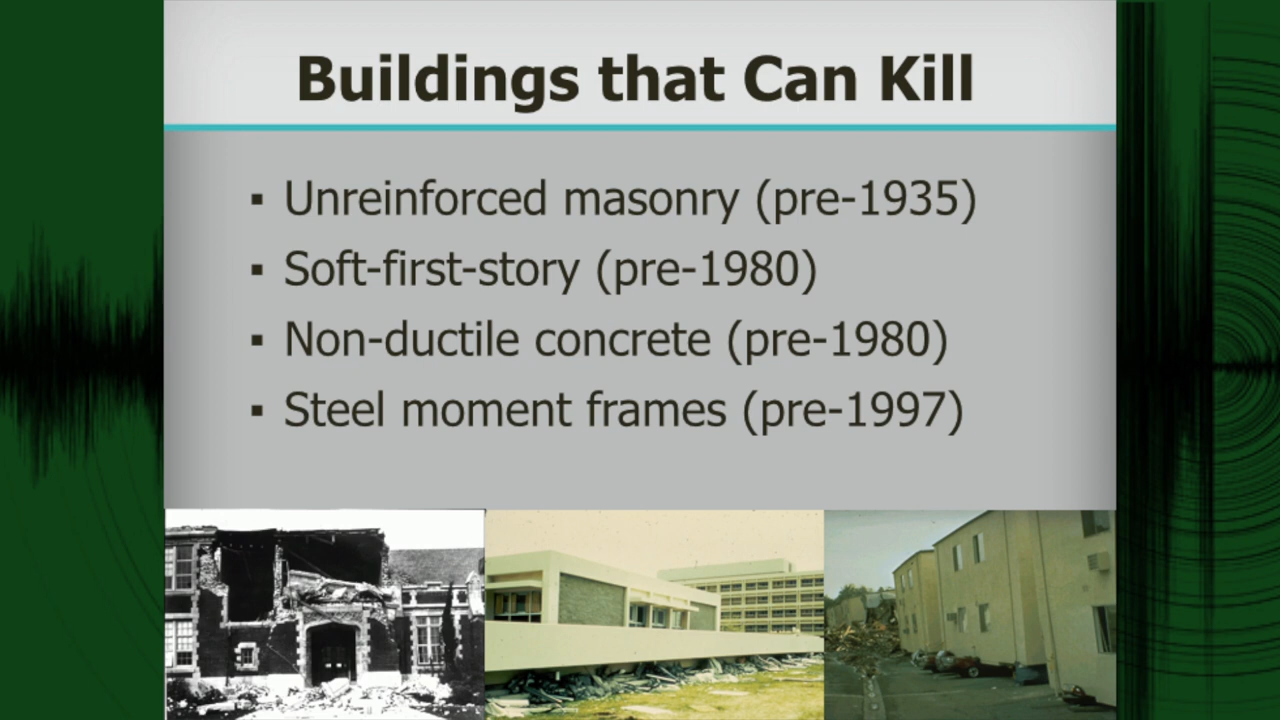 Buildings that Can Kill
▪ Unreinforced masonry (pre-1935)
▪ Soft-first-story (pre-1980)
▪ Non-ductile concrete (pre-1980)
▪ Steel moment frames (pre-1997)